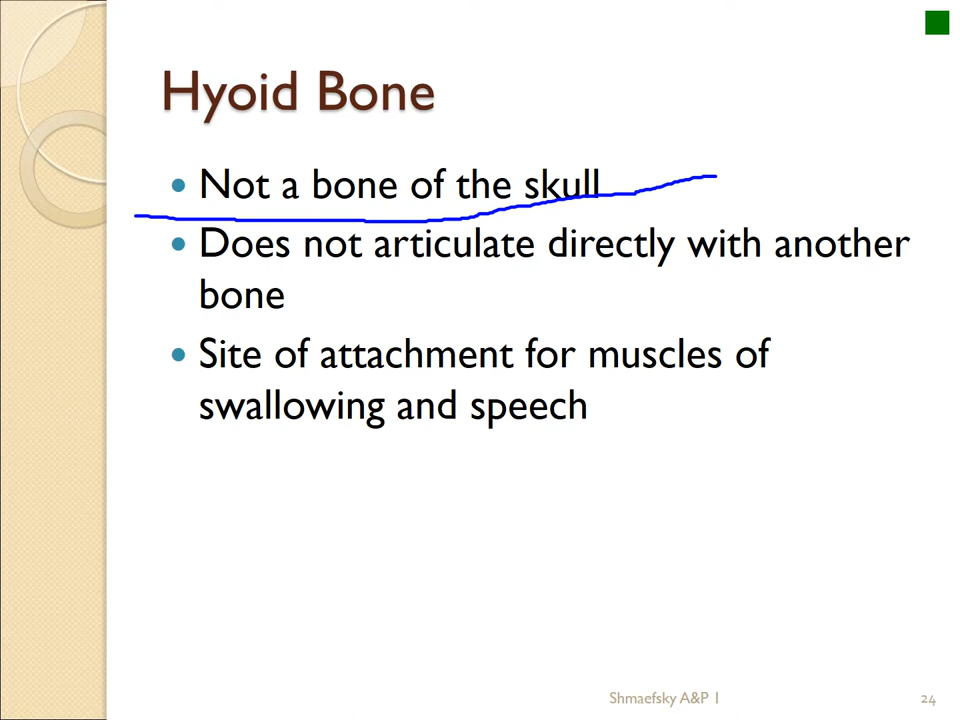 Hyoid Bone
• Not a bone of the skull
• Does not articulate directly with another
bone
• Site of attachment for muscles of
swallowing and speech
Shmaefsky A&P 1
24